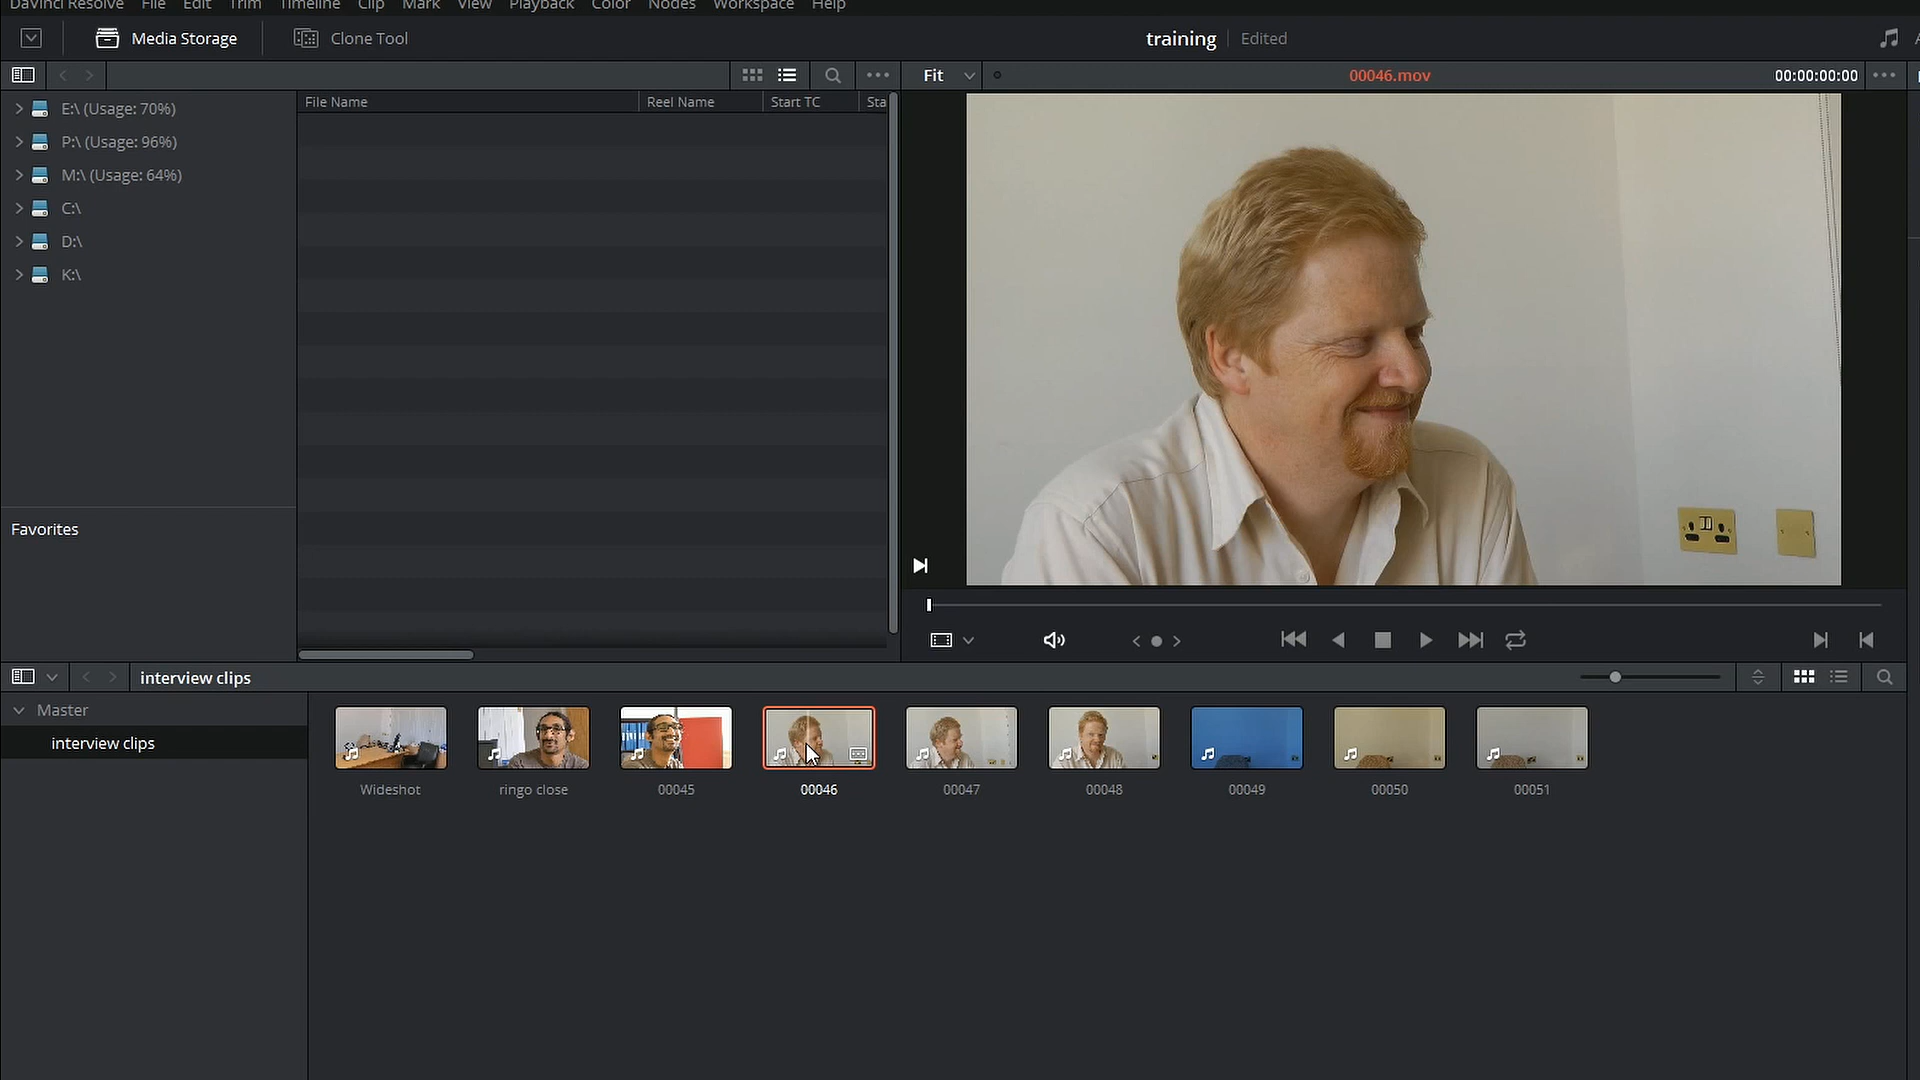 DaVinci Resolve File Edit Trim Timeline Clip Mark View Playback Color Nodes Workspace Help
Media Storage Clone Tool training Edited
Fit 00046.mov 00:00:00:00
File Name Reel Name Start TC Sta
E:\ (Usage: 70%)
P:\ (Usage: 96%)
M:\ (Usage: 64%)
C:\
D:\
K:\
Favorites
interview clips
Master
interview clips
Wideshot ringo close 00045 00046 00047 00048 00049 00050 00051